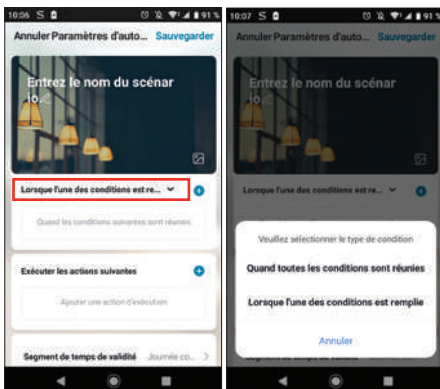 10:06 S 91 %
Annuler Paramètres d'auto... Sauvegarder
Entrez le nom du scénar
io.
Lorsque l'une des conditions est re...
Quand les conditions suivantes sont réunies
Exécuter les actions suivantes
Ajouter une action d'exécution
Segment de temps de validité Journée co... >
10:07 S 91 %
Annuler Paramètres d'auto... Sauvegarder
Entrez le nom du scénar
io.
Lorsque l'une des conditions est re...
Veuillez sélectionner le type de condition
Quand toutes les conditions sont réunies
Lorsque l'une des conditions est remplie
Annuler